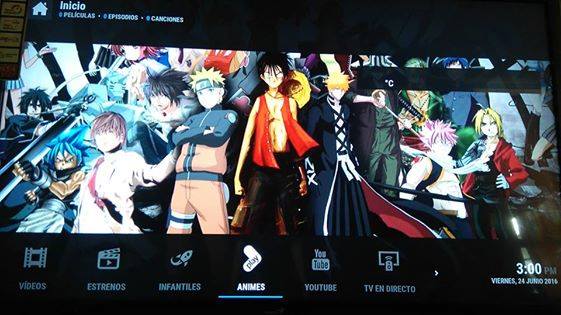 Inicio
0 PELÍCULAS • 0 EPISODIOS • 0 CANCIONES
°C
play
You
Tube
VÍDEOS
ESTRENOS
INFANTILES
ANIMES
YOUTUBE
TV EN DIRECTO
3:00 PM
VIERNES, 24 JUNIO 2016